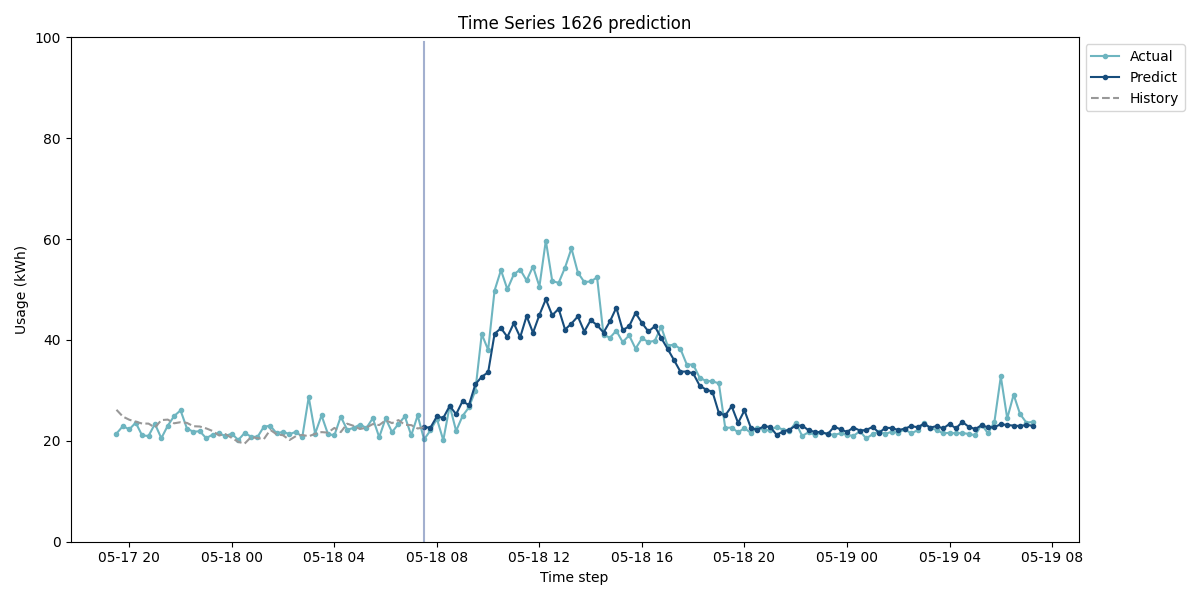 Time Series 1626 prediction
100
80
60
40
20
0
Usage (kWh)
05-17 20
05-18 00
05-18 04
05-18 08
05-18 12
05-18 16
05-18 20
05-19 00
05-19 04
05-19 08
Time step
Actual
Predict
History